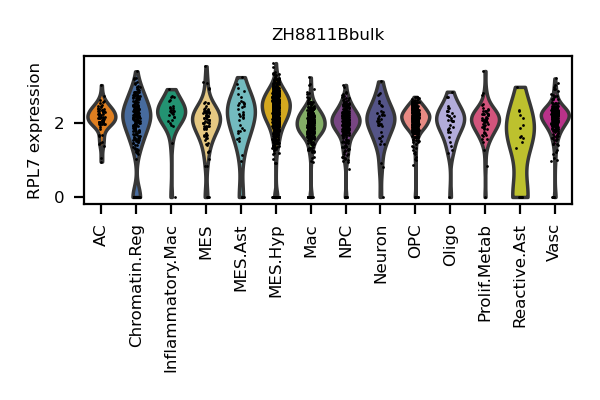 ZH8811Bbulk
RPL7 expression
2
0
AC
Chromatin.Reg
Inflammatory.Mac
MES
MES.Ast
MES.Hyp
Mac
NPC
Neuron
OPC
Oligo
Prolif.Metab
Reactive.Ast
Vasc